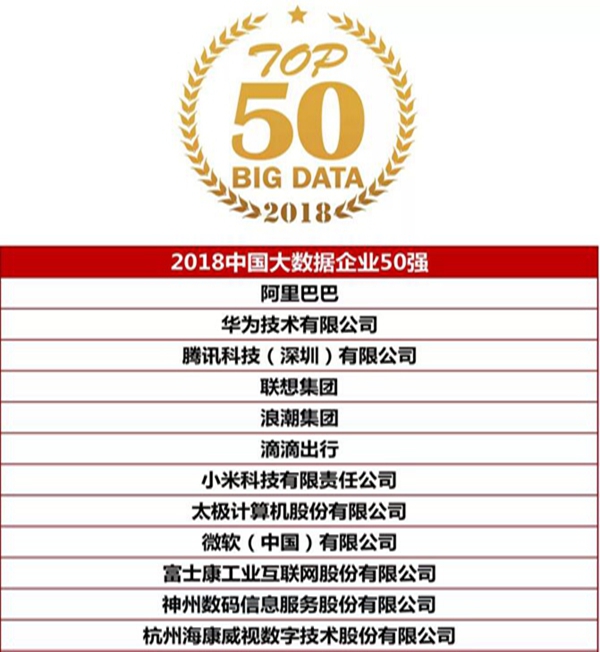 TOP
50
BIG DATA
2018
2018中国大数据企业50强
阿里巴巴
华为技术有限公司
腾讯科技（深圳）有限公司
联想集团
浪潮集团
滴滴出行
小米科技有限责任公司
太极计算机股份有限公司
微软（中国）有限公司
富士康工业互联网股份有限公司
神州数码信息服务股份有限公司
杭州海康威视数字技术股份有限公司